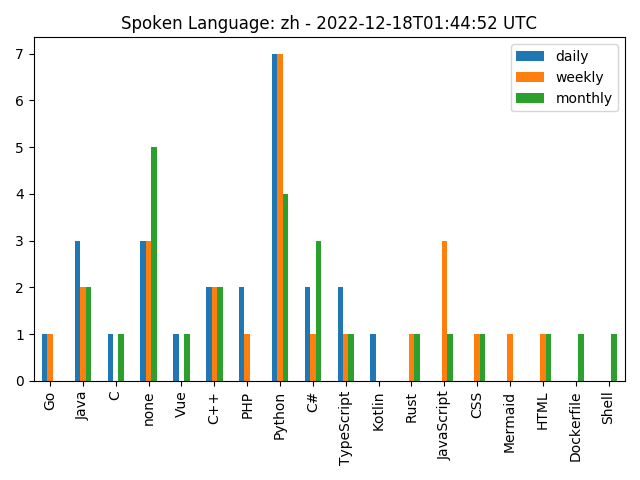 Spoken Language: zh - 2022-12-18T01:44:52 UTC
daily
weekly
monthly
7
6
5
4
3
2
1
0
Go
Java
C
none
Vue
C++
PHP
Python
C#
TypeScript
Kotlin
Rust
JavaScript
CSS
Mermaid
HTML
Dockerfile
Shell